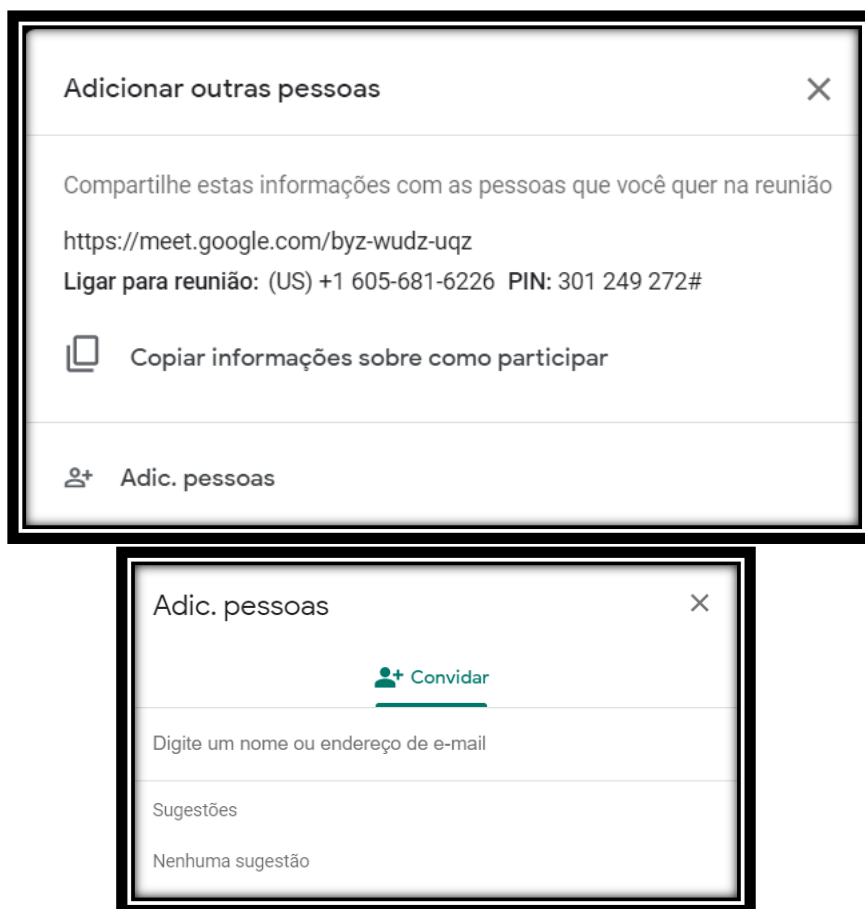 Adicionar outras pessoas
Compartilhe estas informações com as pessoas que você quer na reunião
https://meet.google.com/byz-wudz-uqz
Ligar para reunião: (US) +1 605-681-6226 PIN: 301 249 272#
Copiar informações sobre como participar
Adic. pessoas
Adic. pessoas
Convidar
Digite um nome ou endereço de e-mail
Sugestões
Nenhuma sugestão